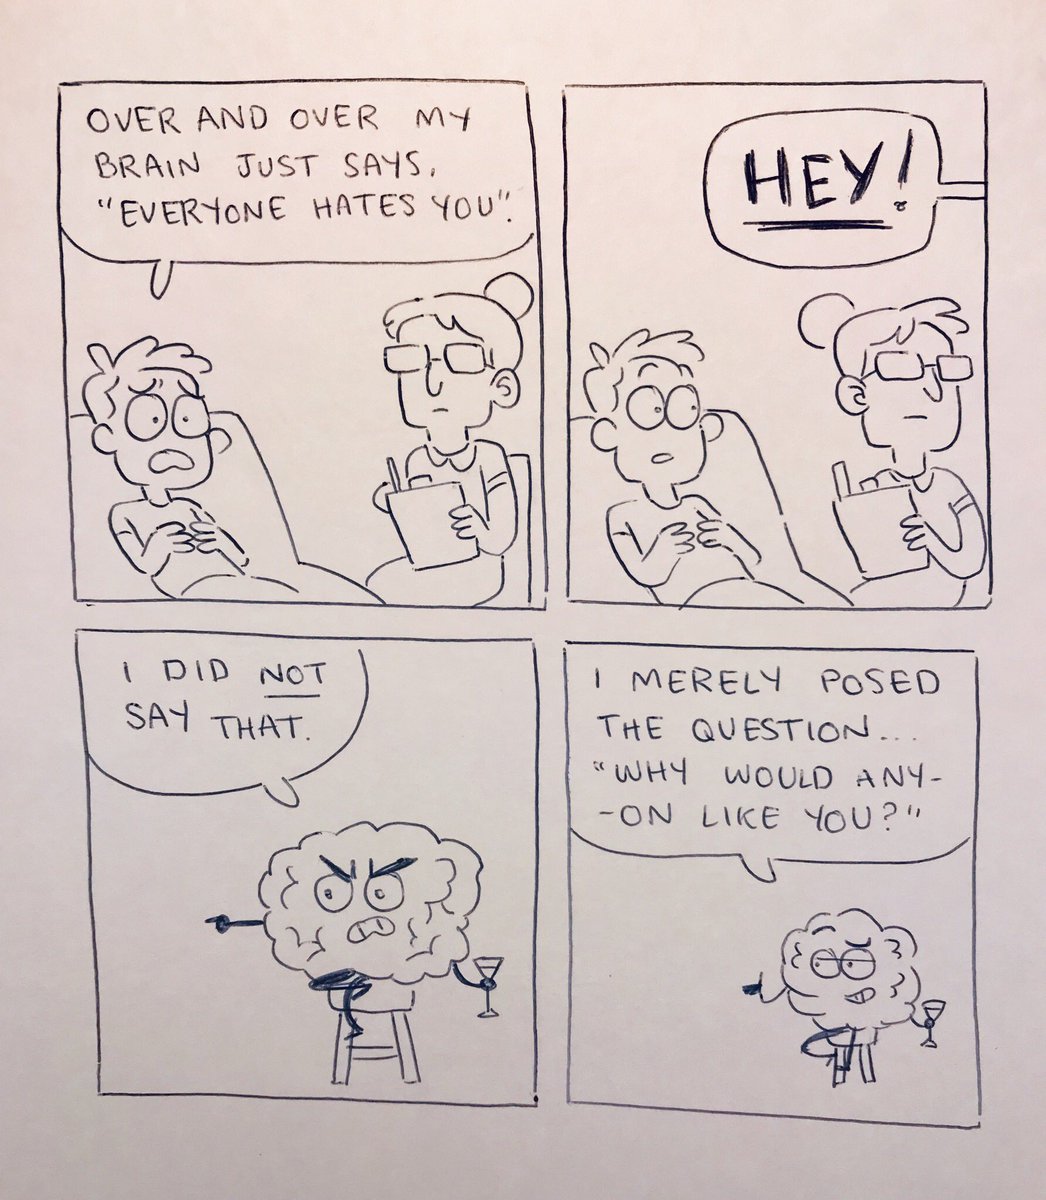 OVER AND OVER MY
BRAIN JUST SAYS,
"EVERYONE HATES YOU".
HEY!
I DID NOT
SAY THAT.
I MERELY POSED
THE QUESTION...
"WHY WOULD ANY-
-ON LIKE YOU?"